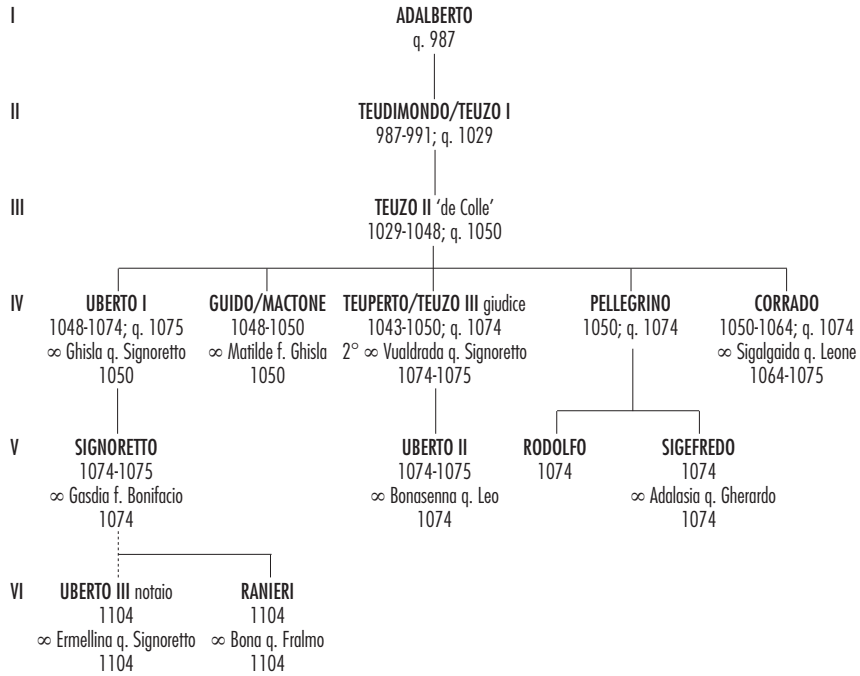 I ADALBERTO
q. 987
II TEUDIMONDO/TEUZO I
987-991; q. 1029
III TEUZO II ‘de Colle’
1029-1048; q. 1050
IV UBERTO I GUIDO/MACTONE TEUPERTO/TEUZO III giudice PELLEGRINO CORRADO
1048-1074; q. 1075 1048-1050 1043-1050; q. 1074 1050; q. 1074 1050-1064; q. 1074
∞ Ghisla q. Signoretto ∞ Matilde f. Ghisla 2° ∞ Vualdrada q. Signoretto ∞ Sigalgaida q. Leone
1050 1050 1074-1075 1064-1075
V SIGNORETTO UBERTO II RODOLFO SIGEFREDO
1074-1075 1074-1075 1074 1074
∞ Gasdia f. Bonifacio ∞ Bonasenna q. Leo ∞ Adalasia q. Gherardo
1074 1074 1074
VI UBERTO III notaio RANIERI
1104 1104
∞ Ermellina q. Signoretto ∞ Bona q. Fralmo
1104 1104